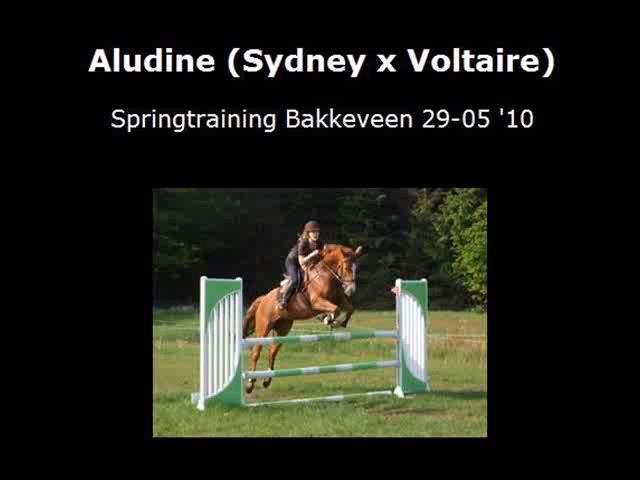 Aludine (Sydney x Voltaire)
Springtraining Bakkeveen 29-05 '10